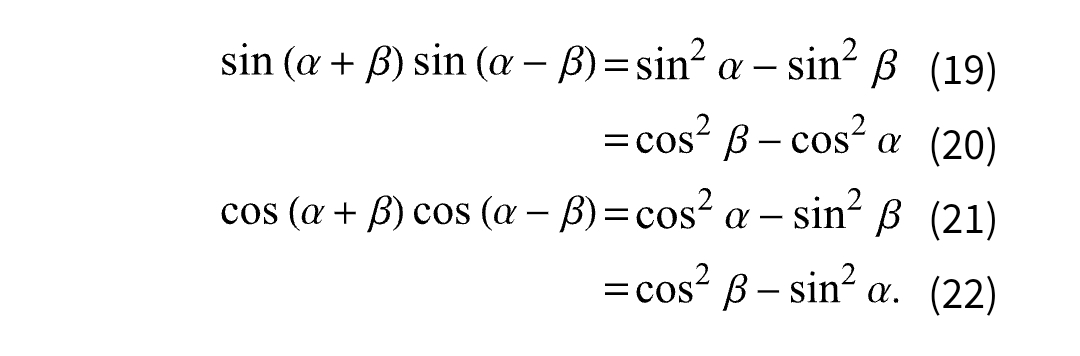 sin (α + β) sin (α − β) = sin² α − sin² β (19)
= cos² β − cos² α (20)
cos (α + β) cos (α − β) = cos² α − sin² β (21)
= cos² β − sin² α. (22)